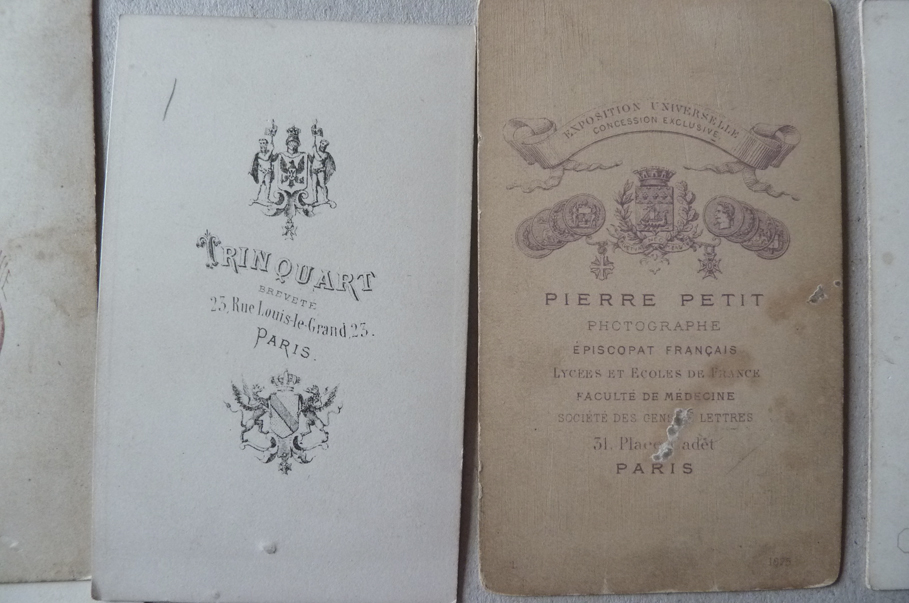 TRINQUART
BREVETÉ
23, Rue Louis-le-Grand 23.
PARIS.
EXPOSITION UNIVERSELLE
CONCESSION EXCLUSIVE
PIERRE PETIT
PHOTOGRAPHE
ÉPISCOPAT FRANÇAIS
LYCÉES ET ECOLES DE FRANCE
FACULTÉ DE MÉDECINE
SOCIÉTÉ DES LETTRES
31, Place
PARIS